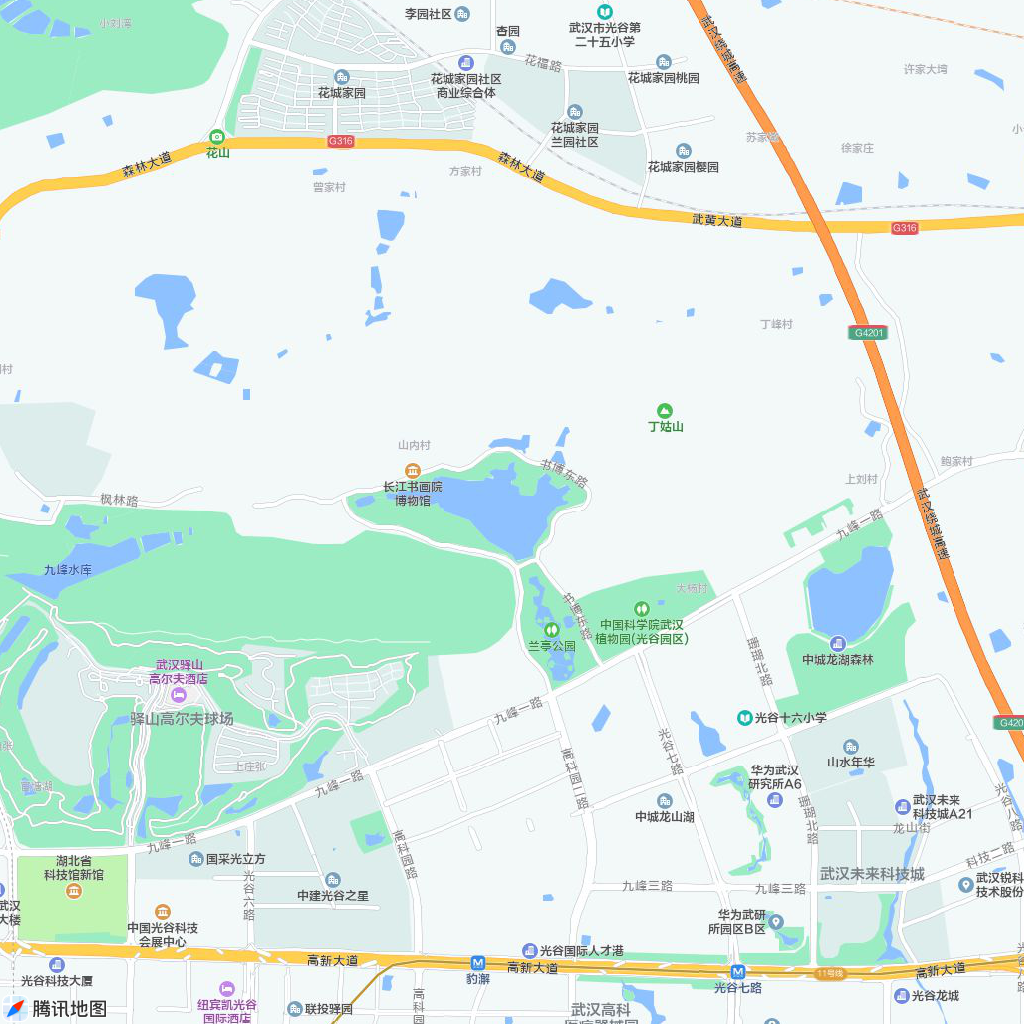 小刘湾
李园社区
杏园
武汉市光谷第
二十五小学
武汉绕城高速
花福路
花城家园
花城家园社区
商业综合体
花城家园桃园
许家大塆
花城家园
兰园社区
花山
G316
森林大道
森林大道
苏家
徐家庄
花城家园樱园
方家村
曾家村
武黄大道
G316
丁峰村
G4201
丁姑山
山内村
长江书画院
博物馆
书博东路
鲍家村
上刘村
枫林路
武汉绕城高速
九峰一路
九峰水库
大杨村
书博东路
中国科学院武汉
植物园(光谷园区)
兰亭公园
珊瑚北路
中城龙湖森林
武汉驿山
高尔夫酒店
驿山高尔夫球场
九峰一路
光谷十六小学
G420
光谷七路
山水年华
上庄张
九峰一路
高科园二路
华为武汉
研究所A6
中城龙山湖
珊瑚北路
武汉未来
科技城A21
龙山街
光谷八路
九峰一路
高科园路
国采光立方
湖北省
科技馆新馆
科技二路
武汉未来科技城
光谷六路
中建光谷之星
九峰三路
九峰三路
武汉锐科
技术股份
武汉
大楼
中国光谷科技
会展中心
华为武研
所园区B区
光谷国际人才港
高新大道
豹澥
高新大道
光谷七路
11号线
高新大道
光谷八路
光谷科技大厦
纽宾凯光谷
国际酒店
联投驿园
高科园
武汉高科
光谷龙城
腾讯地图